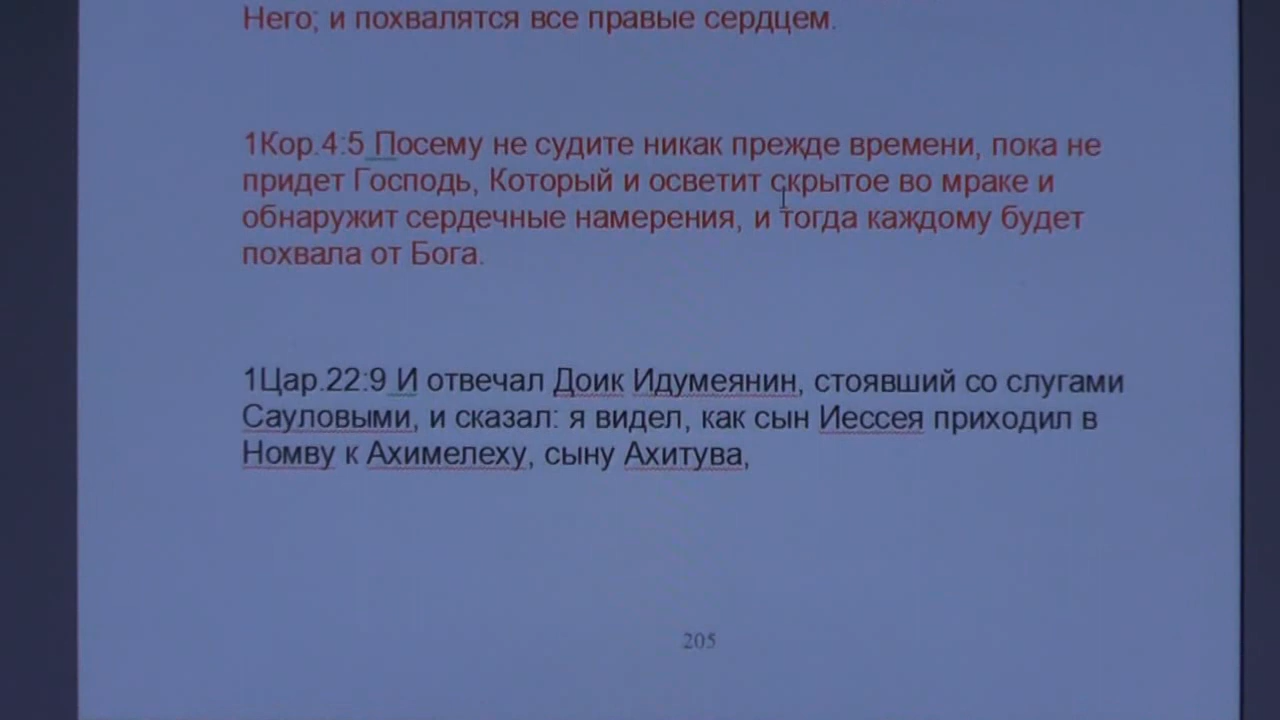 Него; и похвалятся все правые сердцем.
1Кор.4:5 Посему не судите никак прежде времени, пока не
придет Господь, Который и осветит скрытое во мраке и
обнаружит сердечные намерения, и тогда каждому будет
похвала от Бога.
1Цар.22:9 И отвечал Доик Идумеянин, стоявший со слугами
Сауловыми, и сказал: я видел, как сын Иессея приходил в
Номву к Ахимелеху, сыну Ахитува,
205